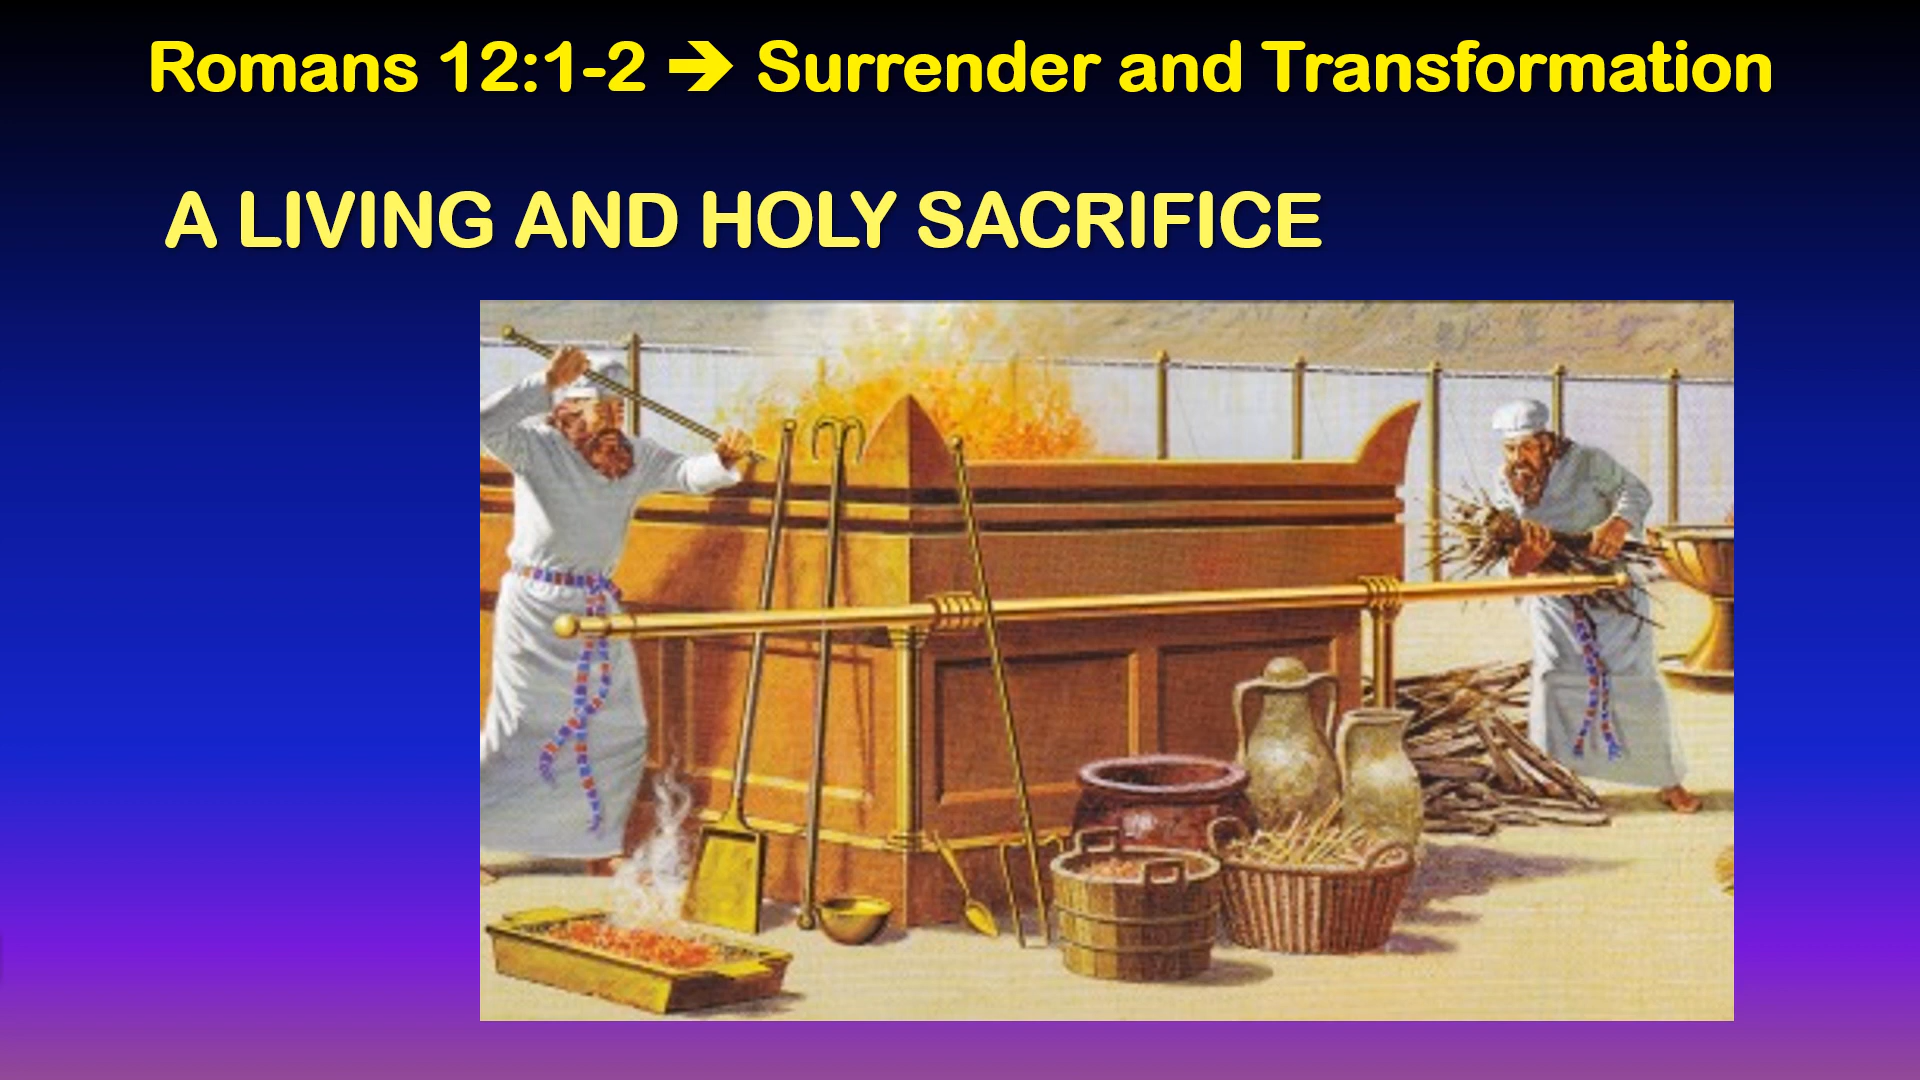 Romans 12:1-2 ➔ Surrender and Transformation
A LIVING AND HOLY SACRIFICE